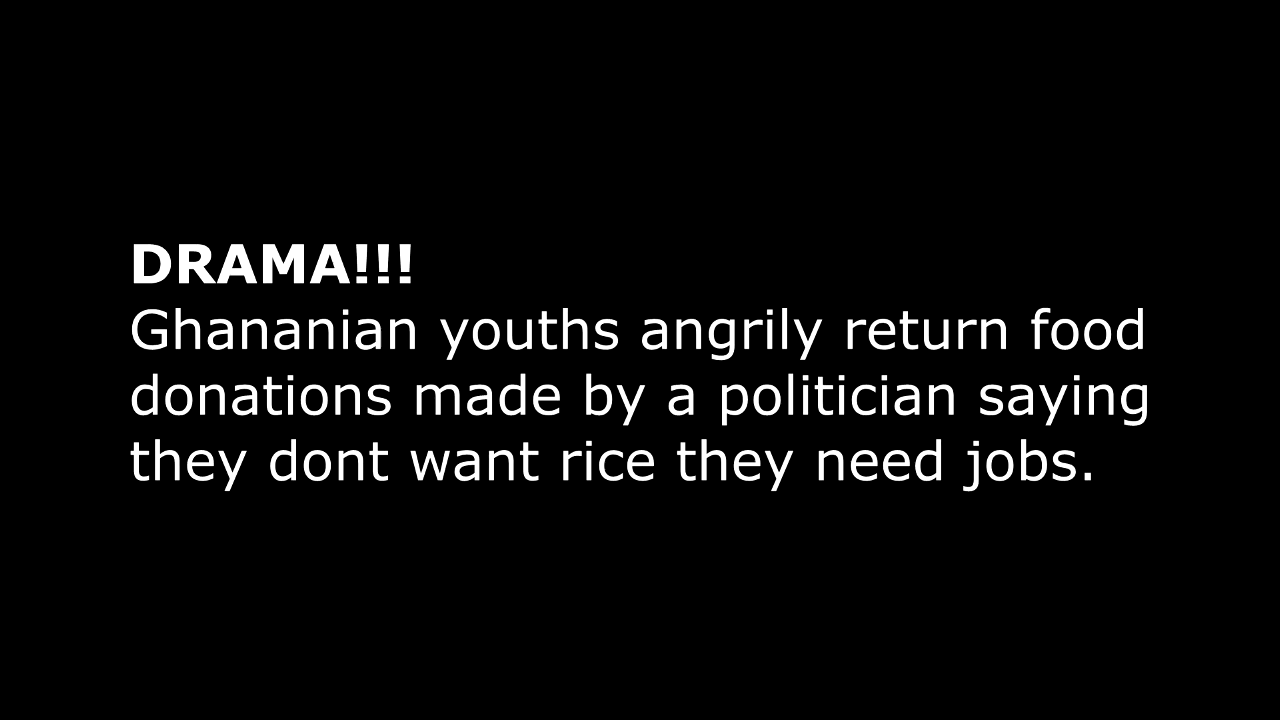 DRAMA!!!
Ghananian youths angrily return food
donations made by a politician saying
they dont want rice they need jobs.